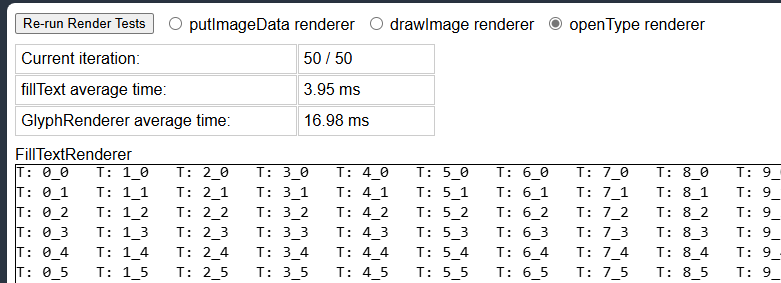 Re-run Render Tests putImageData renderer drawImage renderer openType renderer
Current iteration: 50 / 50
fillText average time: 3.95 ms
GlyphRenderer average time: 16.98 ms
FillTextRenderer
T: 0_0 T: 1_0 T: 2_0 T: 3_0 T: 4_0 T: 5_0 T: 6_0 T: 7_0 T: 8_0 T: 9_
T: 0_1 T: 1_1 T: 2_1 T: 3_1 T: 4_1 T: 5_1 T: 6_1 T: 7_1 T: 8_1 T: 9_
T: 0_2 T: 1_2 T: 2_2 T: 3_2 T: 4_2 T: 5_2 T: 6_2 T: 7_2 T: 8_2 T: 9_
T: 0_3 T: 1_3 T: 2_3 T: 3_3 T: 4_3 T: 5_3 T: 6_3 T: 7_3 T: 8_3 T: 9_
T: 0_4 T: 1_4 T: 2_4 T: 3_4 T: 4_4 T: 5_4 T: 6_4 T: 7_4 T: 8_4 T: 9_
T: 0_5 T: 1_5 T: 2_5 T: 3_5 T: 4_5 T: 5_5 T: 6_5 T: 7_5 T: 8_5 T: 9_